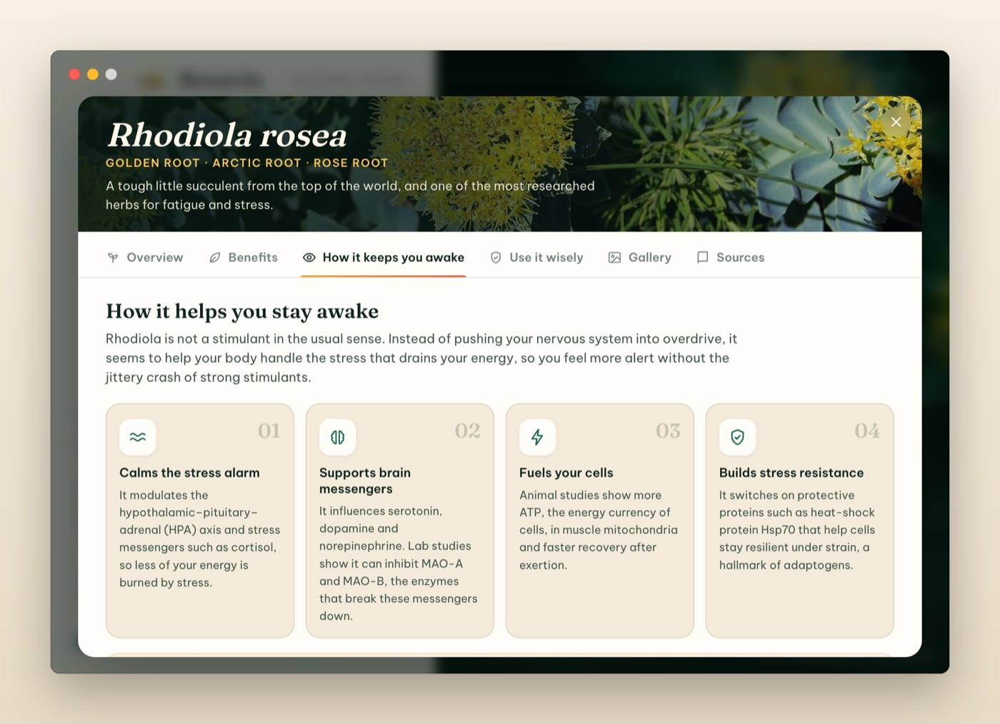 Rhodiola rosea
GOLDEN ROOT · ARCTIC ROOT · ROSE ROOT
A tough little succulent from the top of the world, and one of the most researched
herbs for fatigue and stress.
Overview
Benefits
How it keeps you awake
Use it wisely
Gallery
Sources
How it helps you stay awake
Rhodiola is not a stimulant in the usual sense. Instead of pushing your nervous system into overdrive, it
seems to help your body handle the stress that drains your energy, so you feel more alert without the
jittery crash of strong stimulants.
01
Calms the stress alarm
It modulates the
hypothalamic–pituitary–
adrenal (HPA) axis and stress
messengers such as cortisol,
so less of your energy is
burned by stress.
02
Supports brain
messengers
It influences serotonin,
dopamine and
norepinephrine. Lab studies
show it can inhibit MAO-A
and MAO-B, the enzymes
that break these messengers
down.
03
Fuels your cells
Animal studies show more
ATP, the energy currency of
cells, in muscle mitochondria
and faster recovery after
exertion.
04
Builds stress resistance
It switches on protective
proteins such as heat-shock
protein Hsp70 that help cells
stay resilient under strain, a
hallmark of adaptogens.